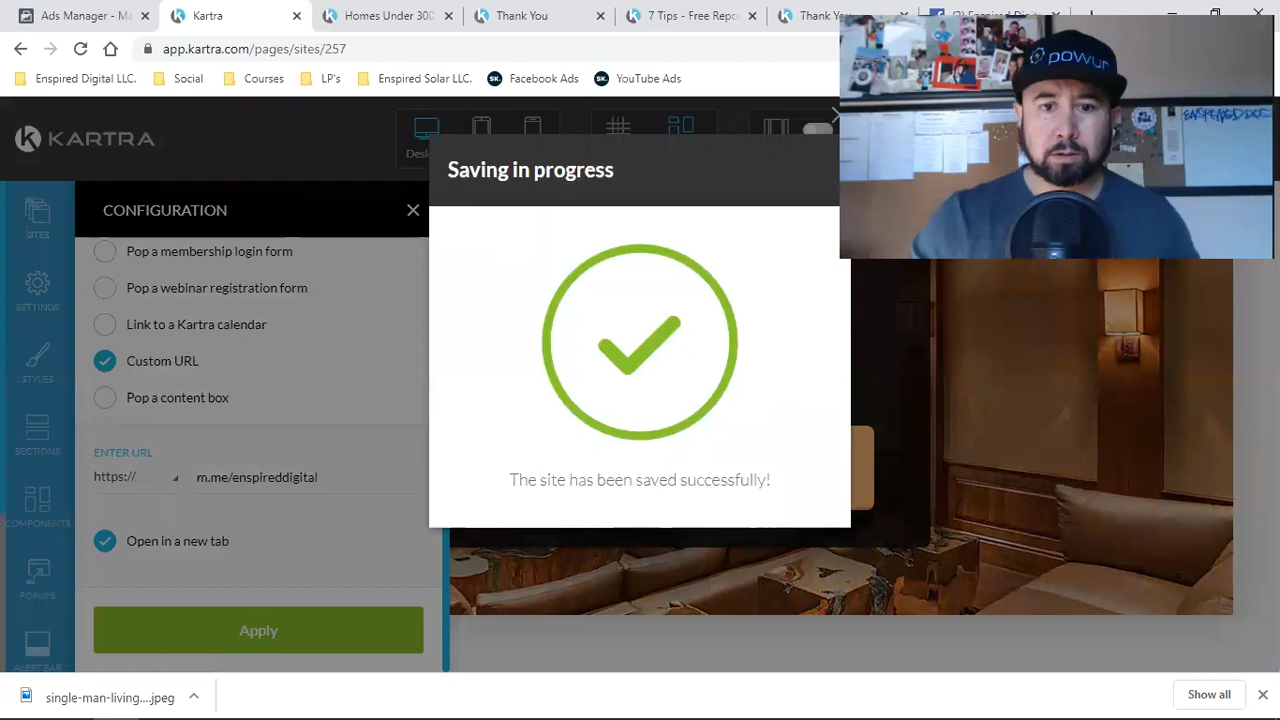 Ads Manager - Ma
Kartra
Homes Under 300
Thank You
7 Tips - Free Repo
Thank
app.kartra.com/pages/sites/257
Enspired Digital LLC.
Social
Courses
LP's
Enspired Solar LLC.
Facebook Ads
YouTube Ads
powur
KARTRA
Desk
Saving in progress
SITES
CONFIGURATION
Pop a membership login form
Pop a webinar registration form
SETTINGS
Link to a Kartra calendar
Custom URL
STYLES
Pop a content box
SECTIONS
ENTER URL
https://
m.me/enspireddigital
The site has been saved successfully!
COMPONENTS
Open in a new tab
POPUPS
Apply
ALERT BAR
single-man-living....jpeg
Show all